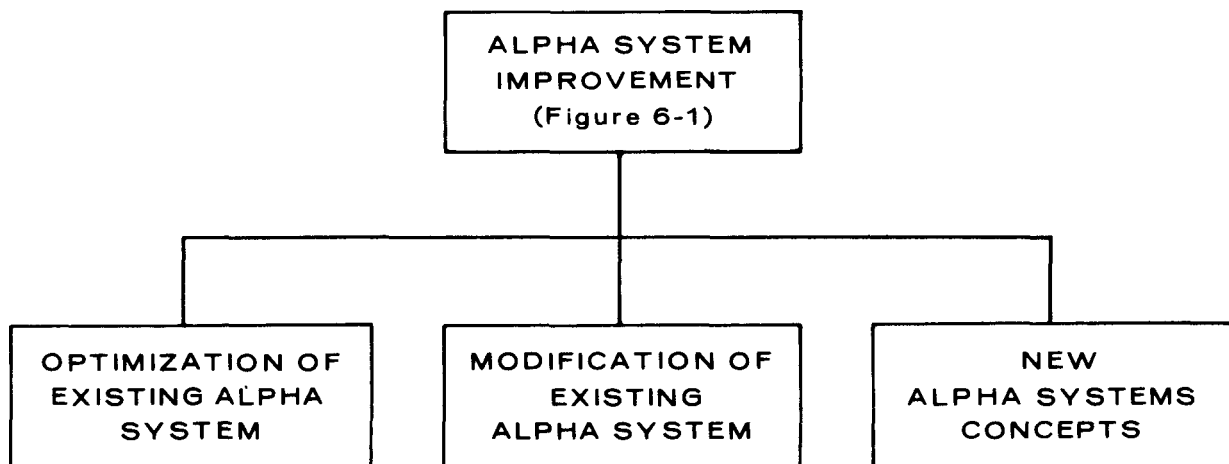 ALPHA SYSTEM
IMPROVEMENT
(Figure 6-1)
OPTIMIZATION OF
EXISTING ALPHA
SYSTEM
MODIFICATION OF
EXISTING
ALPHA SYSTEM
NEW
ALPHA SYSTEMS
CONCEPTS